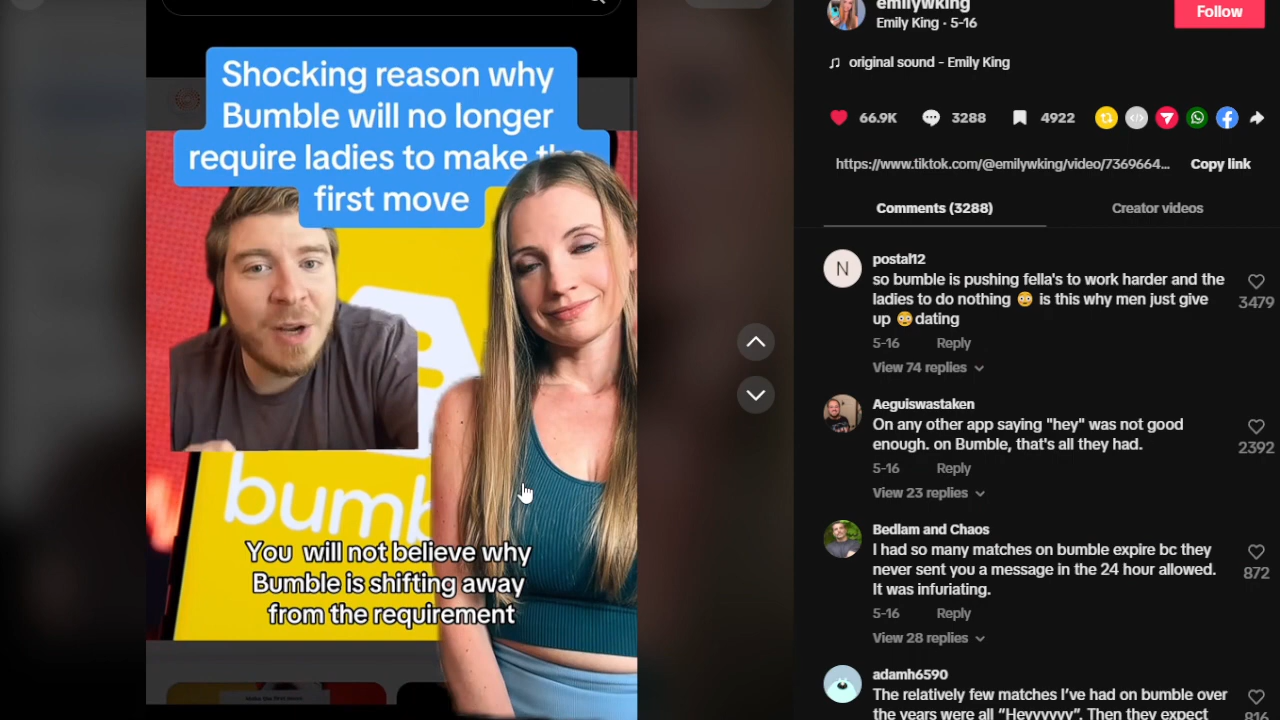 Shocking reason why
Bumble will no longer
require ladies to make the
first move
bumb
You will not believe why
Bumble is shifting away
from the requirement
emilywking
Emily King · 5-16
Follow
original sound - Emily King
66.9K
3288
4922
https://www.tiktok.com/@emilywking/video/7369664...
Copy link
Comments (3288)
Creator videos
N
postal12
so bumble is pushing fella's to work harder and the
ladies to do nothing 😳 is this why men just give
up 😳dating
3479
5-16
Reply
View 74 replies
Aeguiswastaken
On any other app saying "hey" was not good
enough. on Bumble, that's all they had.
2392
5-16
Reply
View 23 replies
Bedlam and Chaos
I had so many matches on bumble expire bc they
never sent you a message in the 24 hour allowed.
It was infuriating.
872
5-16
Reply
View 28 replies
adamh6590
The relatively few matches I've had on bumble over
the years were all "Heyyyyyy". Then they expect
816